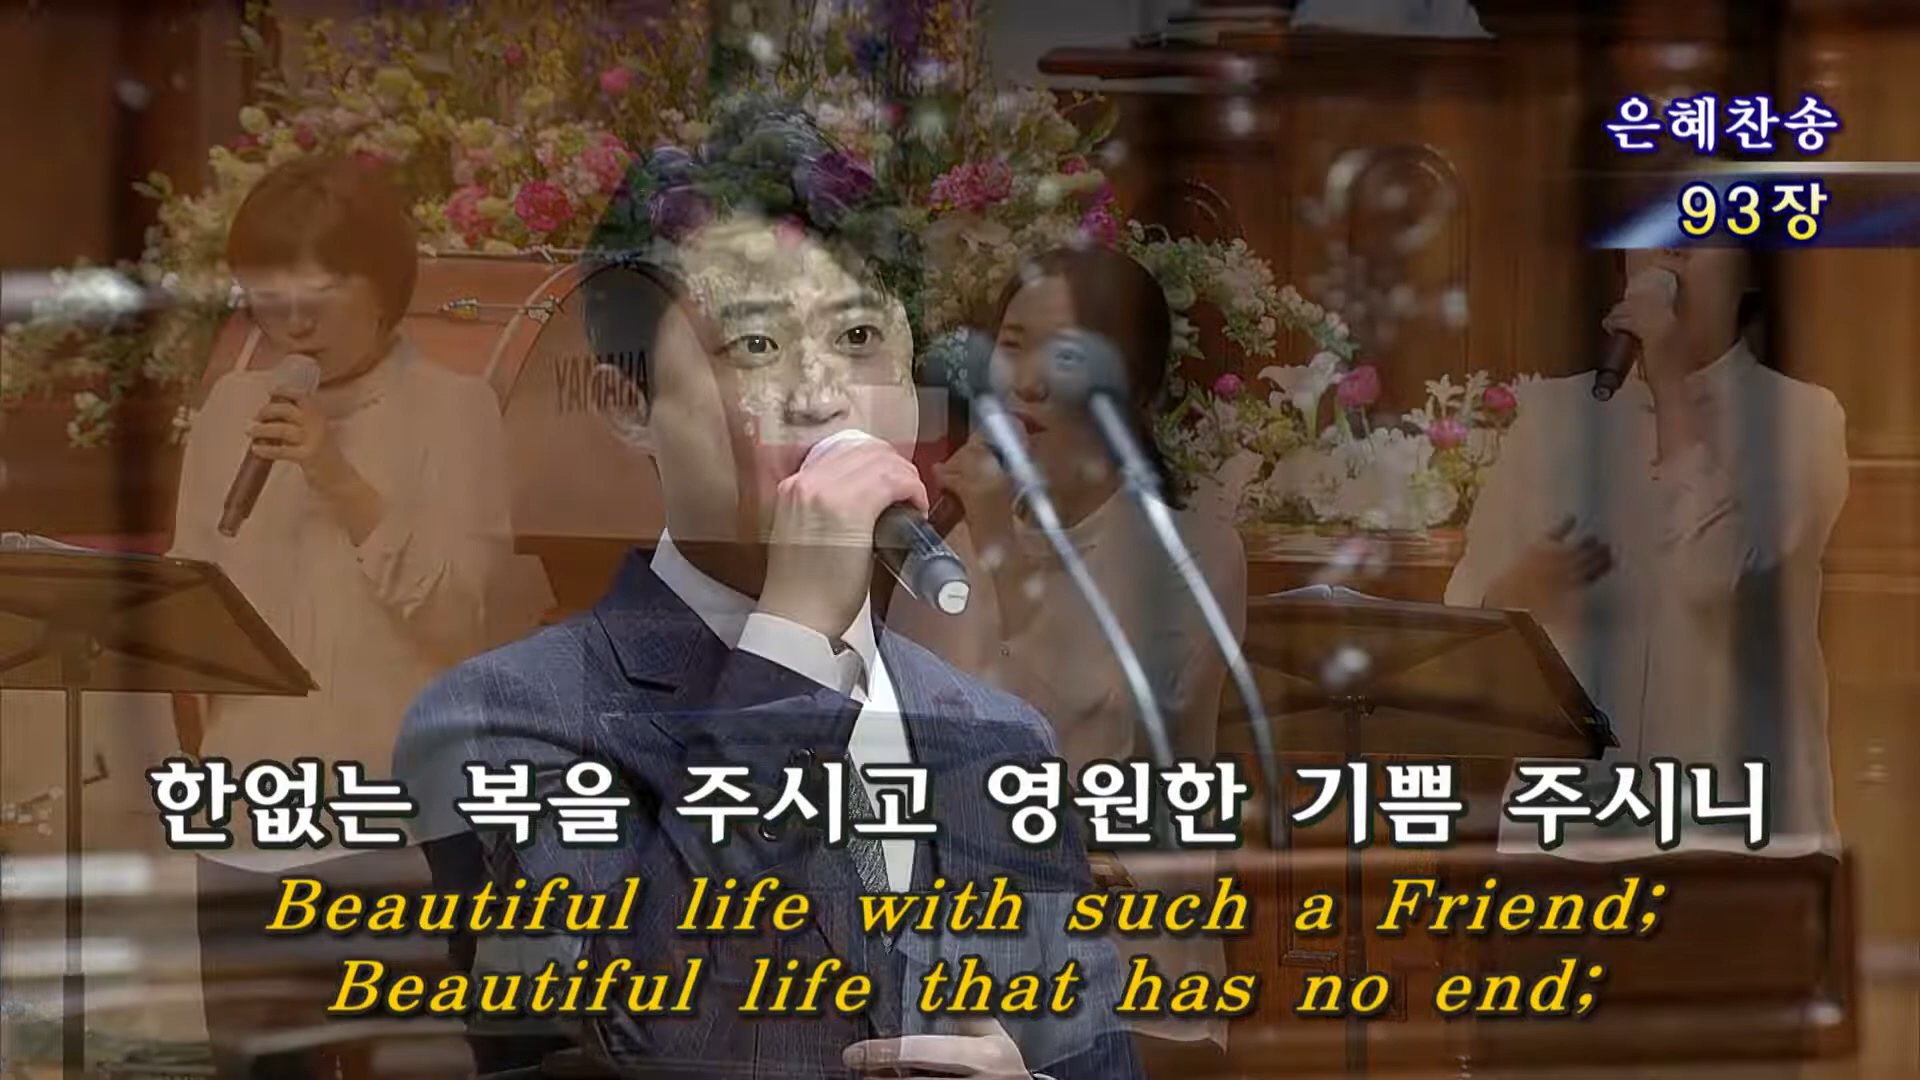 은혜찬송
93장
YAMAHA
한없는 복을 주시고 영원한 기쁨 주시니
Beautiful life with such a Friend;
Beautiful life that has no end;